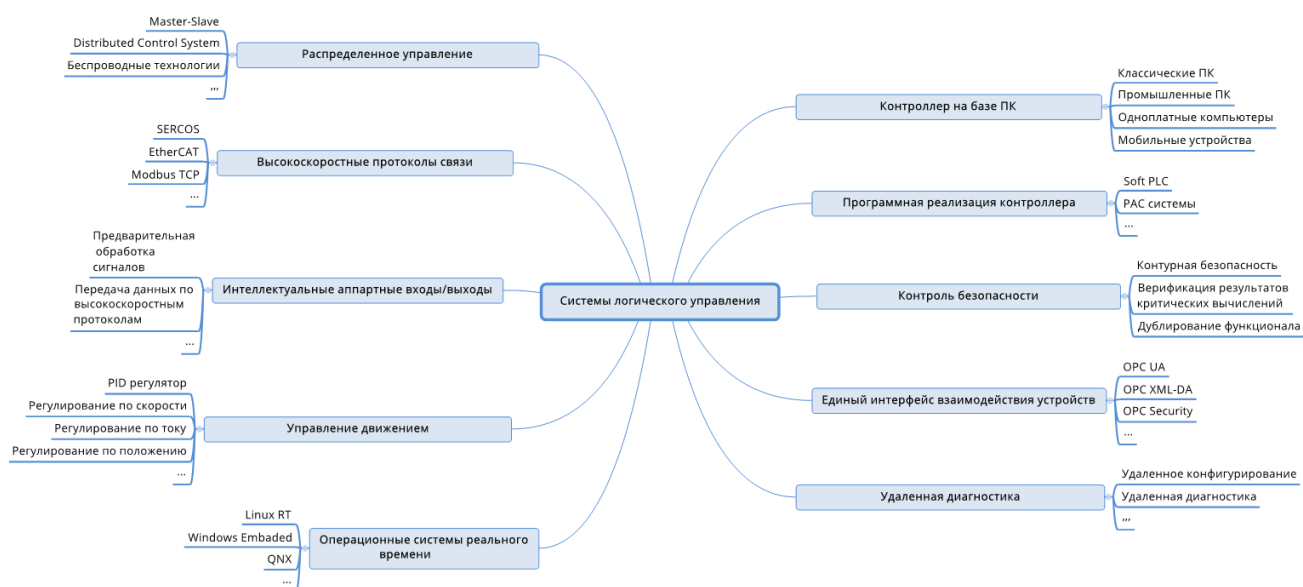 Master-Slave
Distributed Control System
Беспроводные технологии
,,,
Распределенное управление
SERCOS
EtherCAT
Modbus TCP
...
Высокоскоростные протоколы связи
Предварительная
обработка
сигналов
Передача данных по
высокоскоростным
протоколам
...
Интеллектуальные аппартные входы/выходы
PID регулятор
Регулирование по скорости
Регулирование по току
Регулирование по положению
...
Управление движением
Linux RT
Windows Embaded
QNX
...
Операционные системы реального
времени
Системы логического управления
Контроллер на базе ПК
Классические ПК
Промышленные ПК
Одноплатные компьютеры
Мобильные устройства
Программная реализация контроллера
Soft PLC
PAC системы
...
Контроль безопасности
Контурная безопасность
Верификация результатов
критических вычислений
Дублирование функционала
Единый интерфейс взаимодействия устройств
OPC UA
OPC XML-DA
OPC Security
...
Удаленная диагностика
Удаленное конфигурирование
Удаленная диагностика
,,,